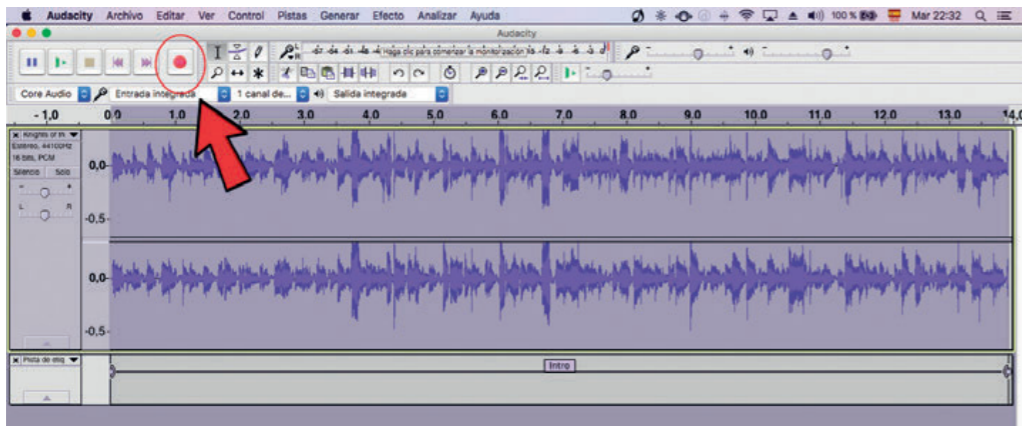 Audacity Archivo Editar Ver Control Pistas Generar Efecto Analizar Ayuda 100 % Mar 22:32
Audacity
Haga clic para comenzar la monitorización
Core Audio Entrada integrada 1 canal de... Salida integrada
- 1,0 0,0 1,0 2,0 3,0 4,0 5,0 6,0 7,0 8,0 9,0 10,0 11,0 12,0 13,0 14,0
Estéreo, 44100Hz
16 bits, PCM
Silencio Solo
L R
0,0-
-0,5-
0,0-
-0,5-
Pista de etiq
Intro